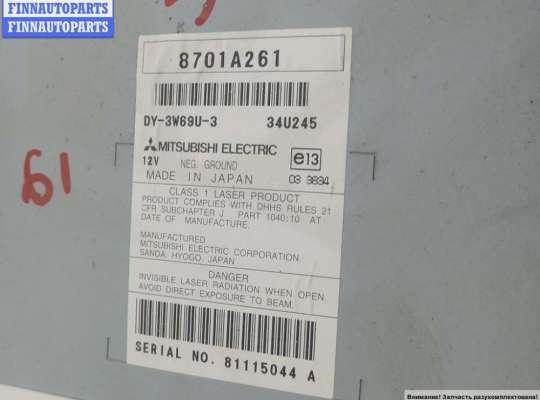 FINNAUTOPARTS
FINNAUTOPARTS
8701A261
DY-3W69U-3 34U245
MITSUBISHI ELECTRIC
12V NEG. GROUND
MADE IN JAPAN
e13
03 3834
CLASS 1 LASER PRODUCT
PRODUCT COMPLIES WITH DHHS RULES 21
CFR SUBCHAPTER J PART 1040:10 AT
DATE OF MANUFACTURE.
MANUFACTURED
MITSUBISHI ELECTRIC CORPORATION
SANDA, HYOGO, JAPAN
DANGER
INVISIBLE LASER RADIATION WHEN OPEN.
AVOID DIRECT EXPOSURE TO BEAM.
SERIAL NO. 81115044 A
61
Внимание! Запчасть разукомплектована!